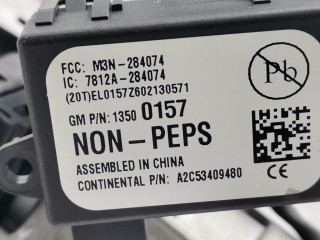 FCC: M3N-284074
IC: 7812A-284074
(20T)EL0157Z602130571
GM P/N: 1350 0157
NON-PEPS
ASSEMBLED IN CHINA
CONTINENTAL P/N: A2C53409480
Pb
CE